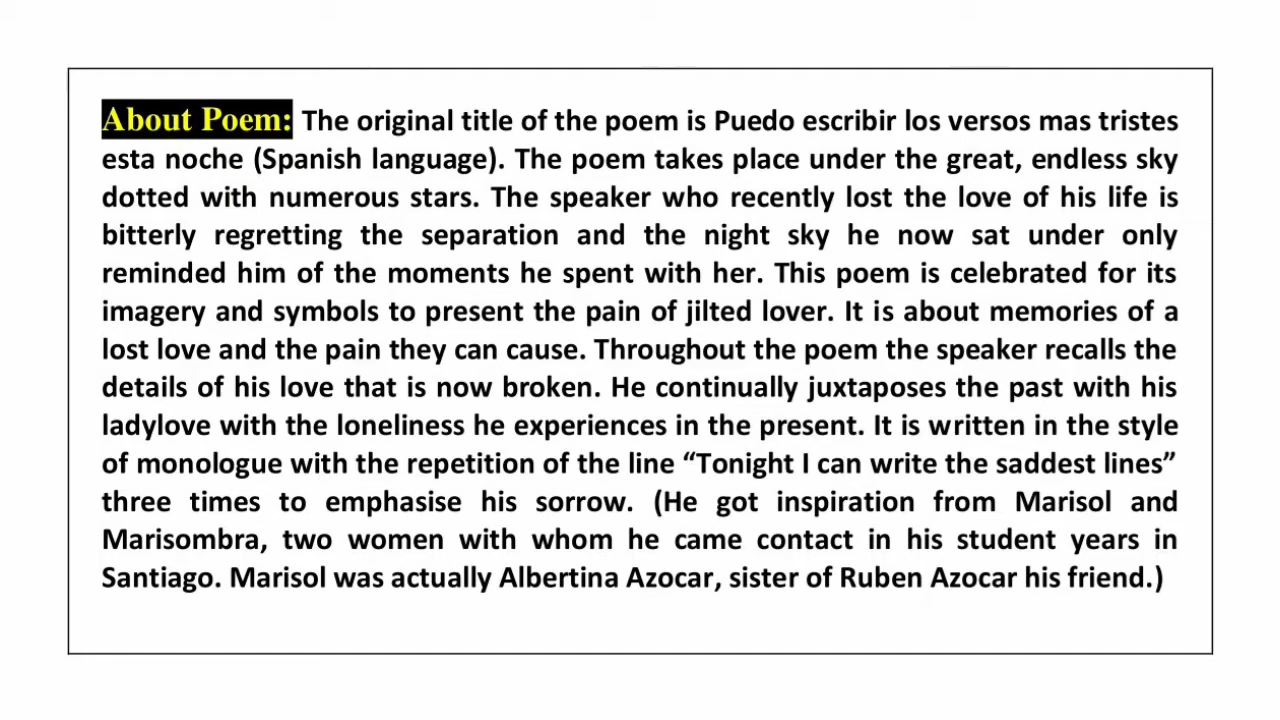 About Poem: The original title of the poem is Puedo escribir los versos mas tristes
esta noche (Spanish language). The poem takes place under the great, endless sky
dotted with numerous stars. The speaker who recently lost the love of his life is
bitterly regretting the separation and the night sky he now sat under only
reminded him of the moments he spent with her. This poem is celebrated for its
imagery and symbols to present the pain of jilted lover. It is about memories of a
lost love and the pain they can cause. Throughout the poem the speaker recalls the
details of his love that is now broken. He continually juxtaposes the past with his
ladylove with the loneliness he experiences in the present. It is written in the style
of monologue with the repetition of the line “Tonight I can write the saddest lines”
three times to emphasise his sorrow. (He got inspiration from Marisol and
Marisombra, two women with whom he came contact in his student years in
Santiago. Marisol was actually Albertina Azocar, sister of Ruben Azocar his friend.)